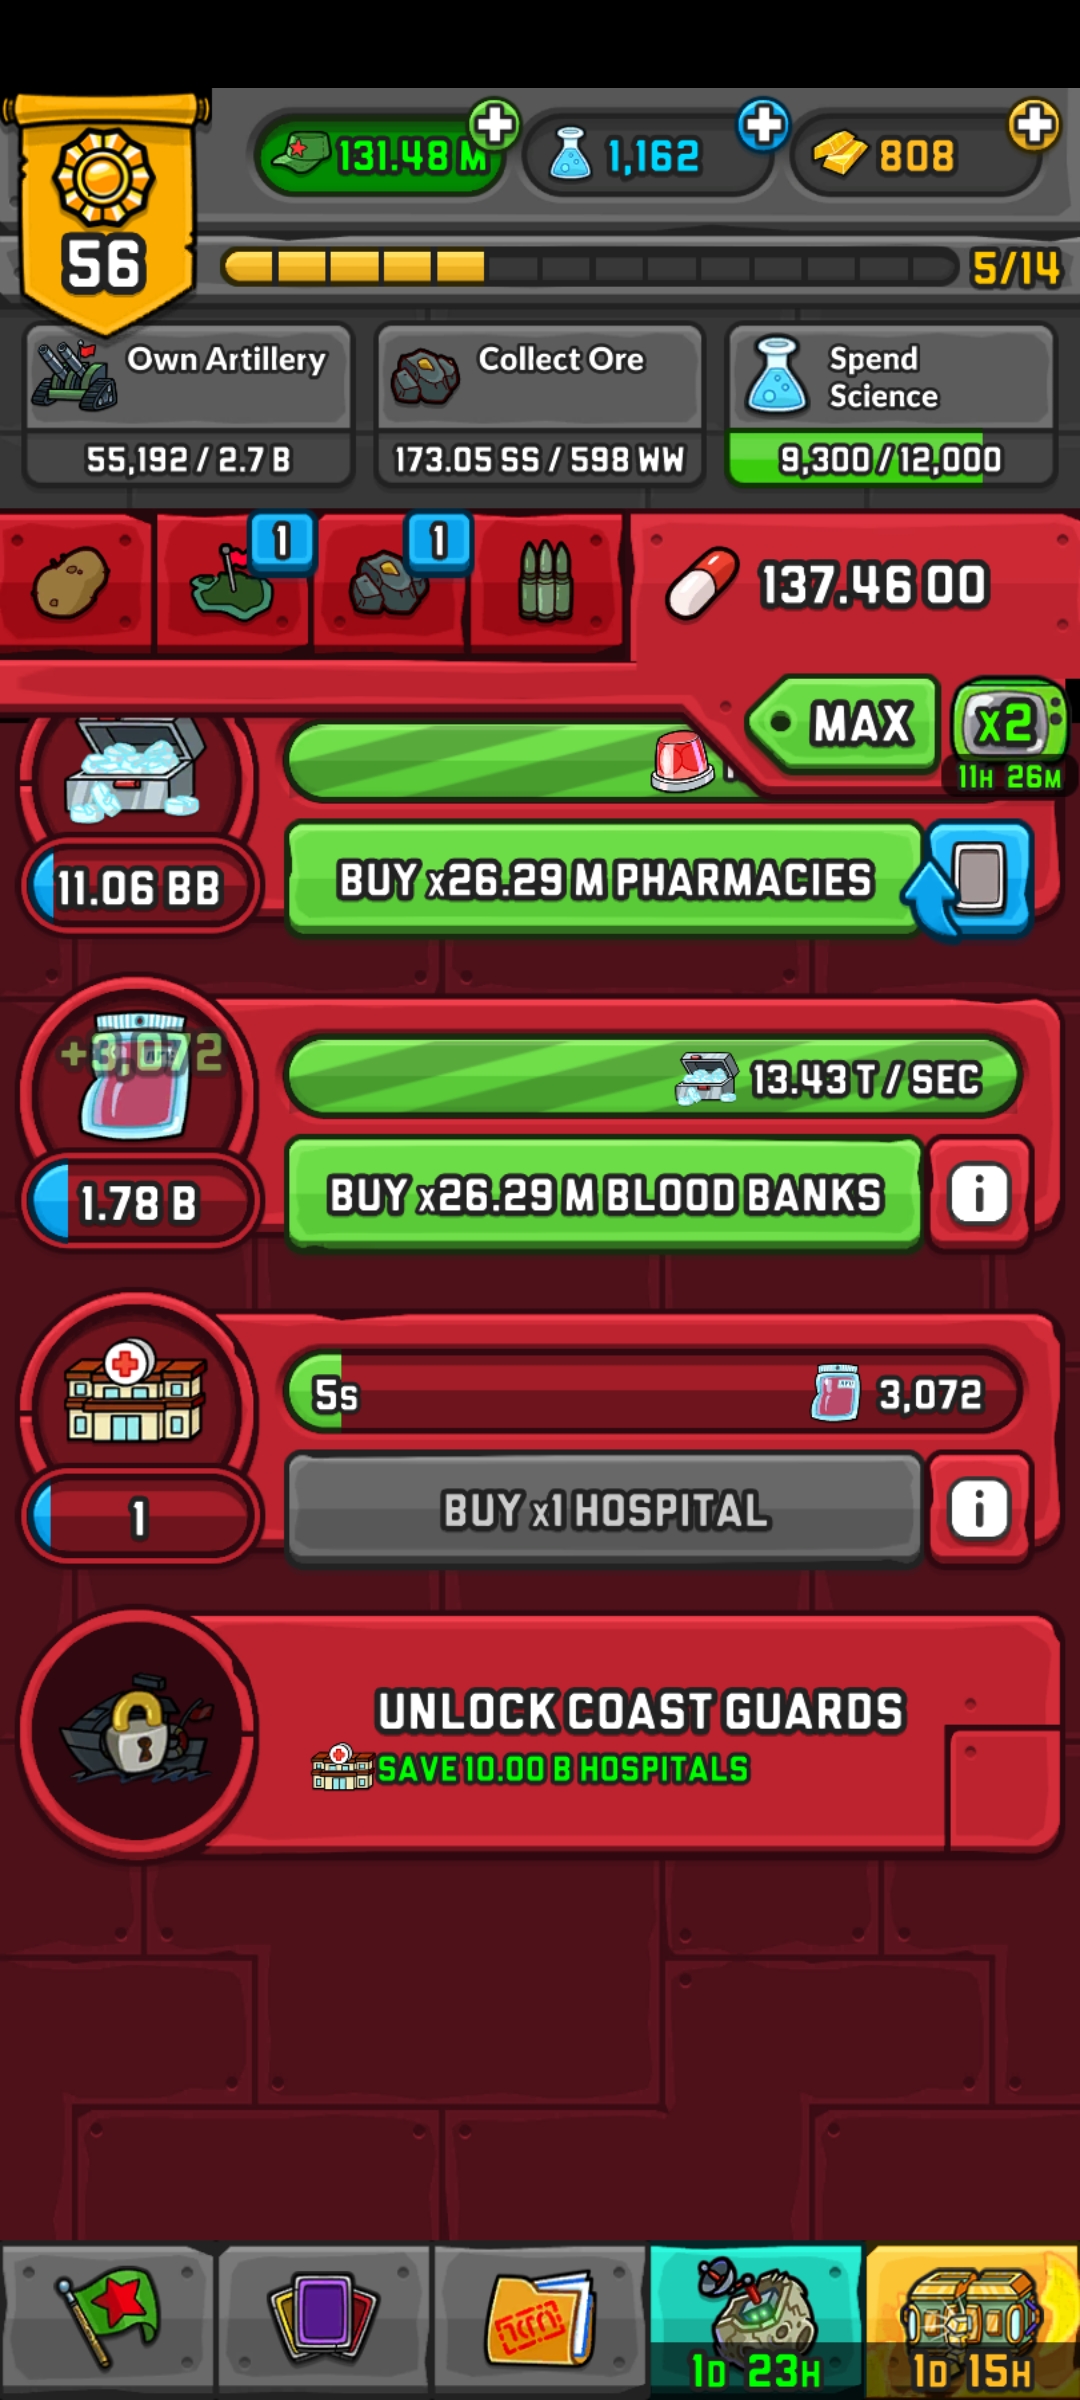 131.48 M
1,162
808
56
5/14
Own Artillery
Collect Ore
Spend
Science
55,192 / 2.7 B
173.05 SS / 598 WW
9,300 / 12,000
1
1
137.46 OO
MAX
x2
11H 26M
11.06 BB
BUY x26.29 M PHARMACIES
+3,072
13.43 T / SEC
1.78 B
BUY x26.29 M BLOOD BANKS
i
5s
3,072
1
BUY x1 HOSPITAL
i
UNLOCK COAST GUARDS
SAVE 10.00 B HOSPITALS
1D 23H
1D 15H